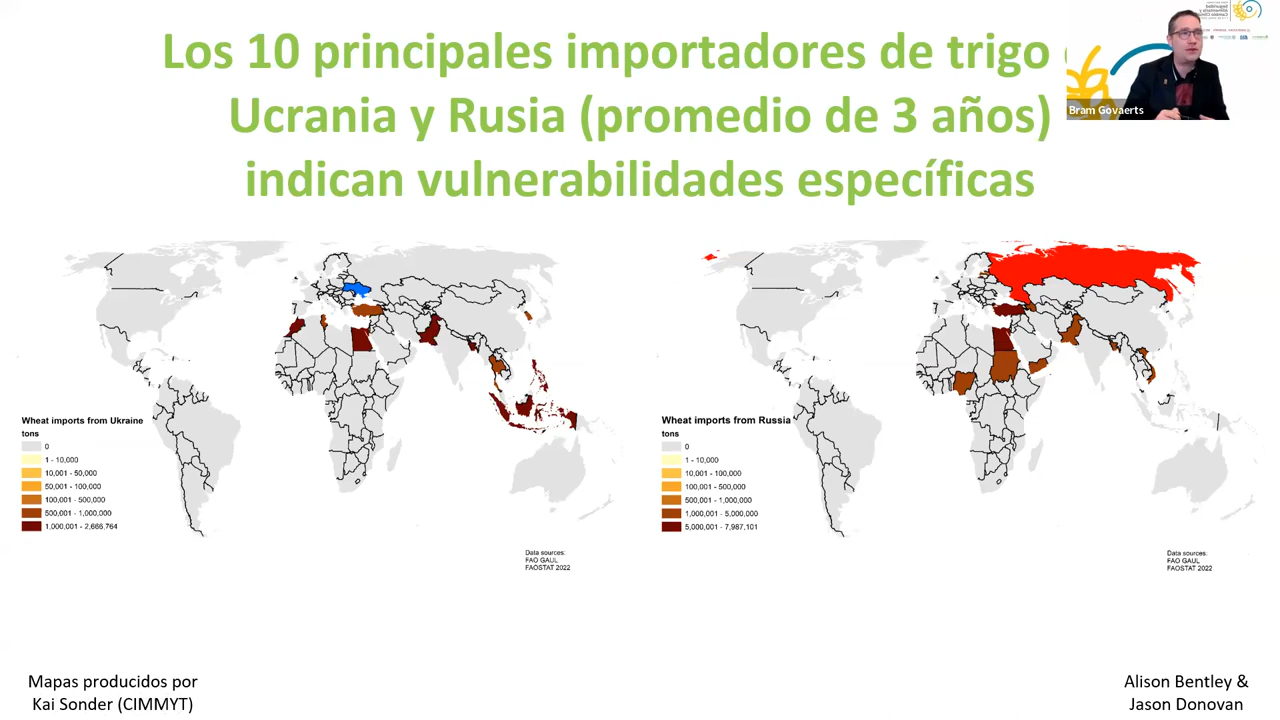 Los 10 principales importadores de trigo
Ucrania y Rusia (promedio de 3 años)
indican vulnerabilidades específicas
Bram Govaerts
Wheat imports from Ukraine
tons
0
1 - 10,000
10,001 - 50,000
50,001 - 100,000
100,001 - 500,000
500,001 - 1,000,000
1,000,001 - 2,666,764
Data sources:
FAO GAUL
FAOSTAT 2022
Wheat imports from Russia
tons
0
1 - 10,000
10,001 - 100,000
100,001 - 500,000
500,001 - 1,000,000
1,000,001 - 5,000,000
5,000,001 - 7,987,101
Data sources:
FAO GAUL
FAOSTAT 2022
Mapas producidos por
Kai Sonder (CIMMYT)
Alison Bentley &
Jason Donovan